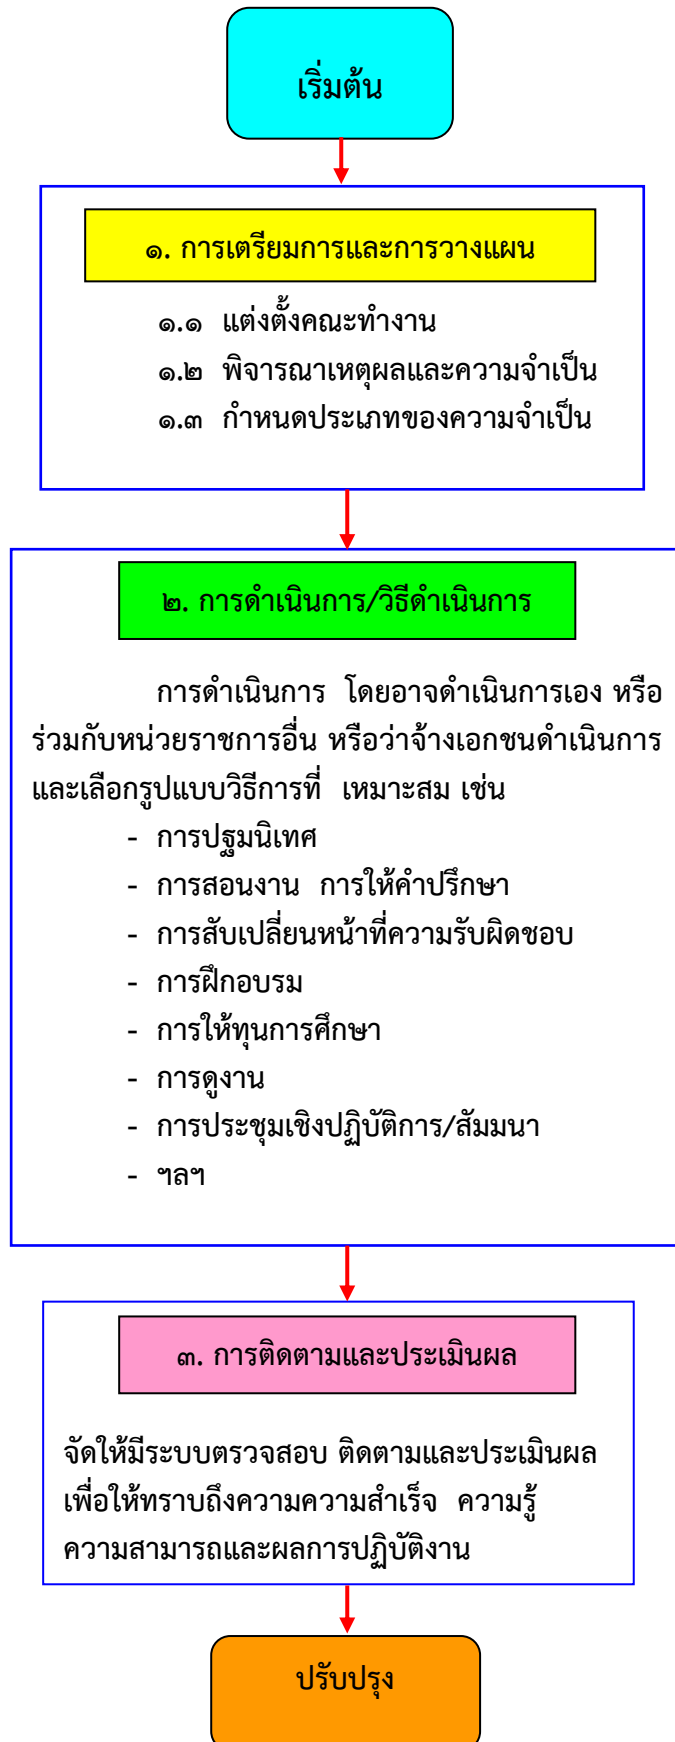 เริ่มต้น
๑. การเตรียมการและการวางแผน
๑.๑ แต่งตั้งคณะทำงาน
๑.๒ พิจารณาเหตุผลและความจำเป็น
๑.๓ กำหนดประเภทของความจำเป็น
๒. การดำเนินการ/วิธีดำเนินการ
การดำเนินการ โดยอาจดำเนินการเอง หรือ
ร่วมกับหน่วยราชการอื่น หรือว่าจ้างเอกชนดำเนินการ
และเลือกรูปแบบวิธีการที่ เหมาะสม เช่น
- การปฐมนิเทศ
- การสอนงาน การให้คำปรึกษา
- การสับเปลี่ยนหน้าที่ความรับผิดชอบ
- การฝึกอบรม
- การให้ทุนการศึกษา
- การดูงาน
- การประชุมเชิงปฏิบัติการ/สัมมนา
- ฯลฯ
๓. การติดตามและประเมินผล
จัดให้มีระบบตรวจสอบ ติดตามและประเมินผล
เพื่อให้ทราบถึงความความสำเร็จ ความรู้
ความสามารถและผลการปฏิบัติงาน
ปรับปรุง